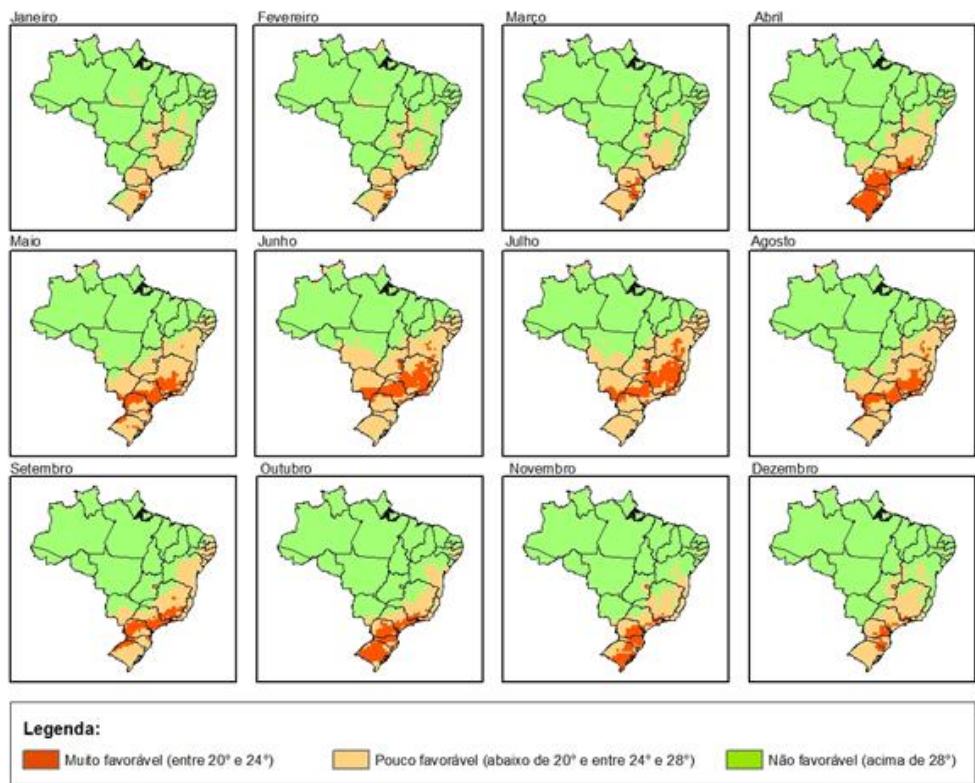 Janeiro Fevereiro Março Abril
Maio Junho Julho Agosto
Setembro Outubro Novembro Dezembro
Legenda:
Muito favorável (entre 20° e 24°) Pouco favorável (abaixo de 20° e entre 24° e 28°) Não favorável (acima de 28°)